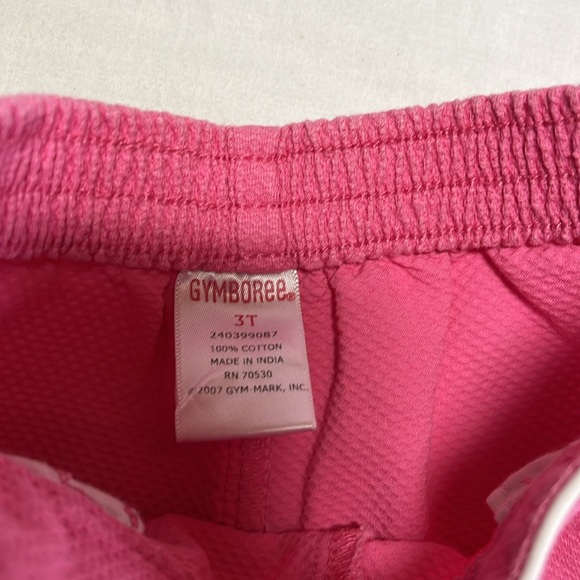 GYMBOREE®
3T
240399087
100% COTTON
MADE IN INDIA
RN 70530
©2007 GYM-MARK, INC.